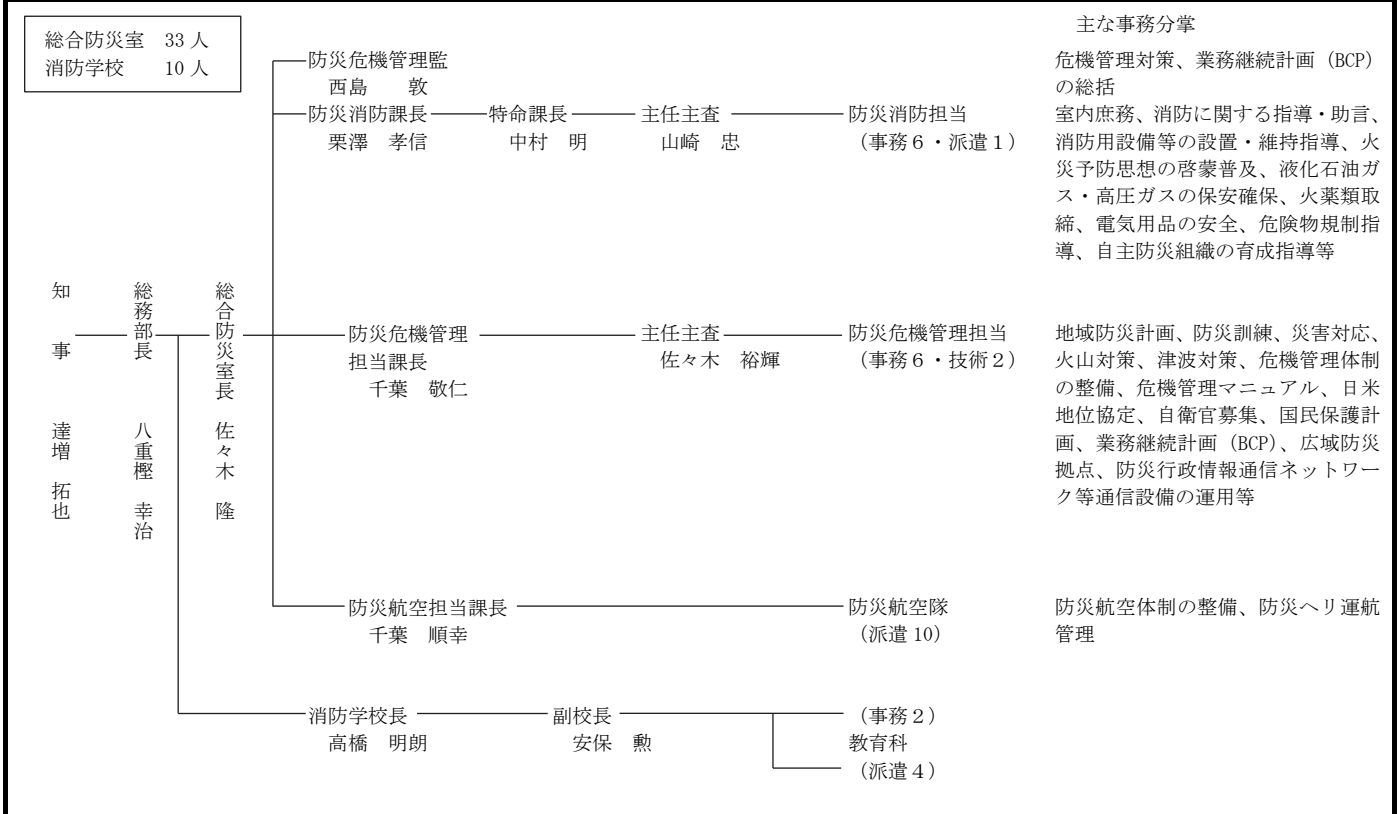 総合防災室 33人
消防学校 10人
主な事務分掌
防災危機管理監
西島 敦
危機管理対策、業務継続計画（BCP）
の総括
防災消防課長 特命課長 主任主査 防災消防担当
栗澤 孝信 中村 明 山崎 忠 （事務６・派遣１）
室内庶務、消防に関する指導・助言、
消防用設備等の設置・維持指導、火
災予防思想の啓蒙普及、液化石油ガ
ス・高圧ガスの保安確保、火薬類取
締、電気用品の安全、危険物規制指
導、自主防災組織の育成指導等
知事 達増 拓也
総務部長 八重樫 幸治
総合防災室長 佐々木 隆
防災危機管理 主任主査 防災危機管理担当
担当課長 佐々木 裕輝 （事務６・技術２）
千葉 敬仁
地域防災計画、防災訓練、災害対応、
火山対策、津波対策、危機管理体制
の整備、危機管理マニュアル、日米
地位協定、自衛官募集、国民保護計
画、業務継続計画（BCP）、広域防災
拠点、防災行政情報通信ネットワー
ク等通信設備の運用等
防災航空担当課長 防災航空隊
千葉 順幸 （派遣10）
防災航空体制の整備、防災ヘリ運航
管理
消防学校長 副校長 （事務２）
高橋 明朗 安保 勲 教育科
（派遣４）